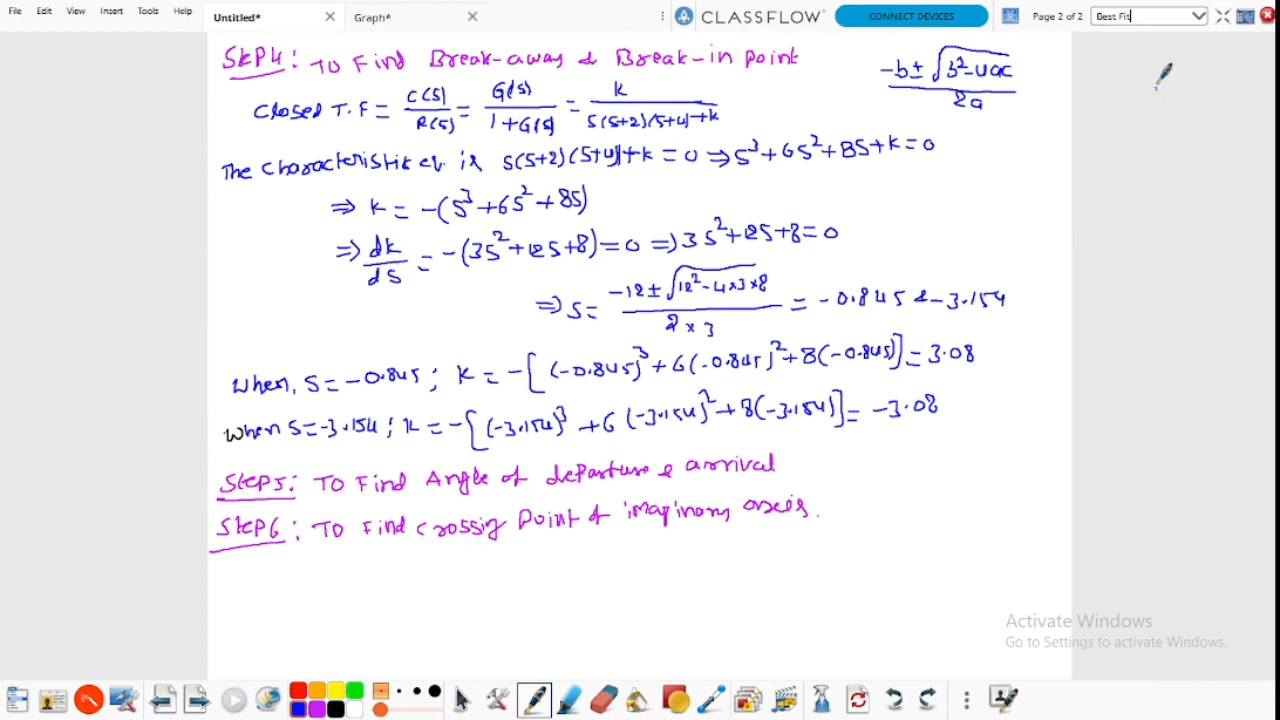 File Edit View Insert Tools Help
Untitled* Graph* CLASSFLOW CONNECT DEVICES Page 2 of 2 Best Fit
Step4: To Find Break-away & Break-in point
-b±√b²-4ac / 2a
Closed T.F = C(S)/R(S) = G(S)/1+G(S) = K/S(S+2)(S+4)+K
The characteristic eq is S(S+2)(S+4)+K=0 ⇒ S³+6S²+8S+K=0
⇒ K = -(S³+6S²+8S)
⇒ dK/dS = -(3S²+12S+8)=0 ⇒ 3S²+12S+8=0
⇒ S = -12±√12²-4×3×8 / 2×3 = -0.845 & -3.154
When, S=-0.845; K = -[(-0.845)³+6(-0.845)²+8(-0.845)] = 3.08
When S=-3.154; K = -[(-3.154)³+6(-3.154)²+8(-3.154)] = -3.08
Step5: To Find Angle of departure & arrival
Step6: To Find crossing point of imaginary axis.
Activate Windows
Go to Settings to activate Windows.